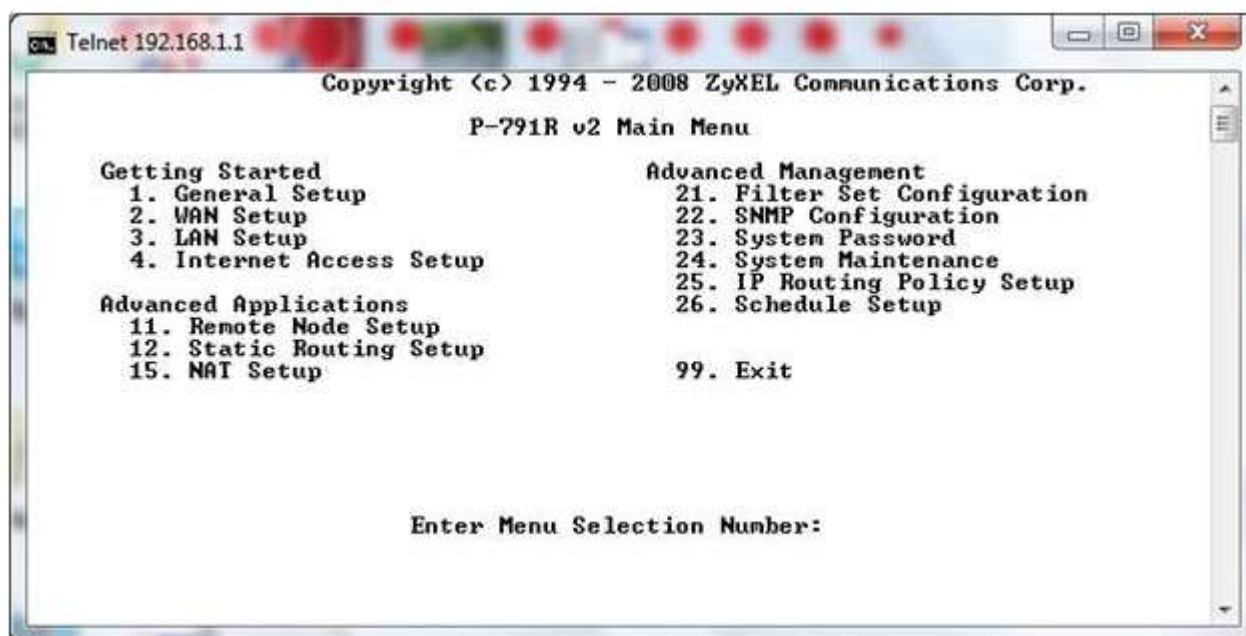 Telnet 192.168.1.1
Copyright (c) 1994 - 2008 ZyXEL Communications Corp.
P-791R v2 Main Menu
Getting Started
1. General Setup
2. WAN Setup
3. LAN Setup
4. Internet Access Setup
Advanced Applications
11. Remote Node Setup
12. Static Routing Setup
15. NAT Setup
Advanced Management
21. Filter Set Configuration
22. SNMP Configuration
23. System Password
24. System Maintenance
25. IP Routing Policy Setup
26. Schedule Setup
99. Exit
Enter Menu Selection Number: